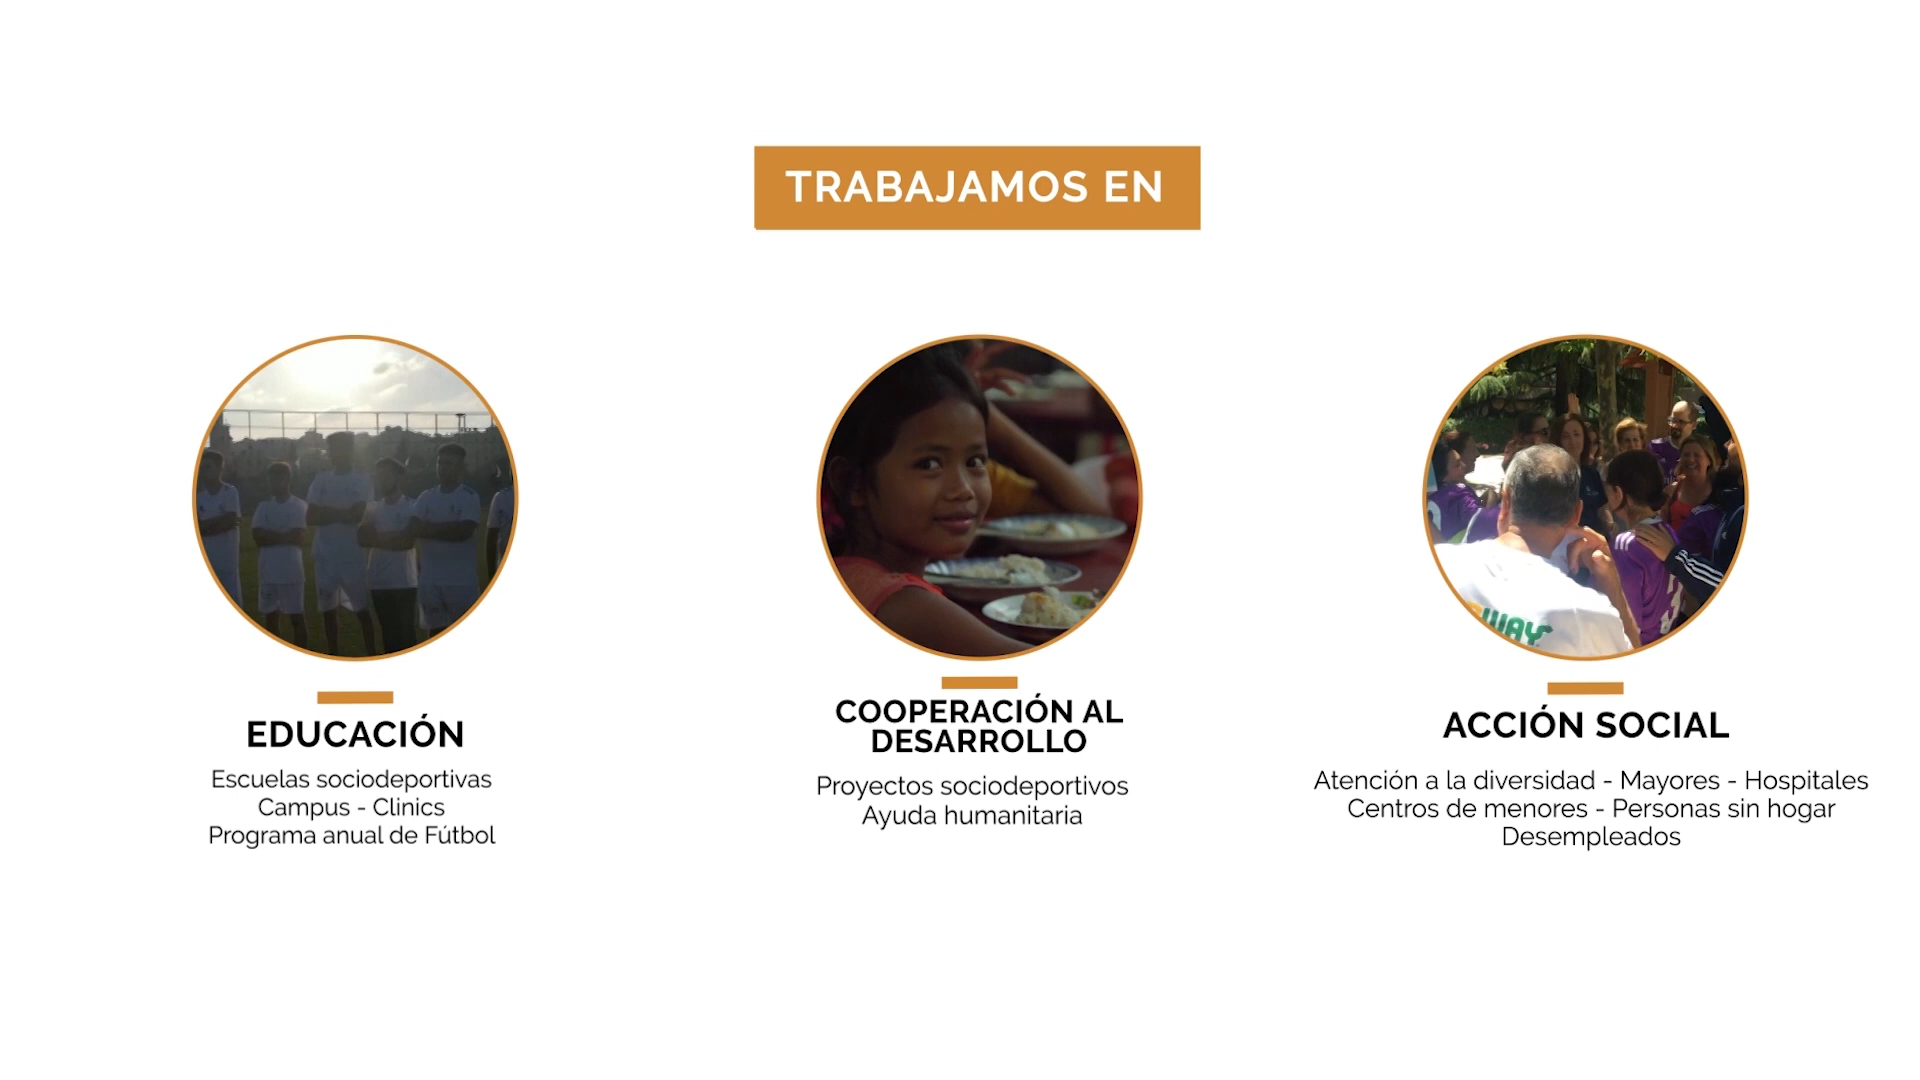 TRABAJAMOS EN
EDUCACIÓN
Escuelas sociodeportivas
Campus - Clinics
Programa anual de Fútbol
COOPERACIÓN AL
DESARROLLO
Proyectos sociodeportivos
Ayuda humanitaria
ACCIÓN SOCIAL
Atención a la diversidad - Mayores - Hospitales
Centros de menores - Personas sin hogar
Desempleados
WAY